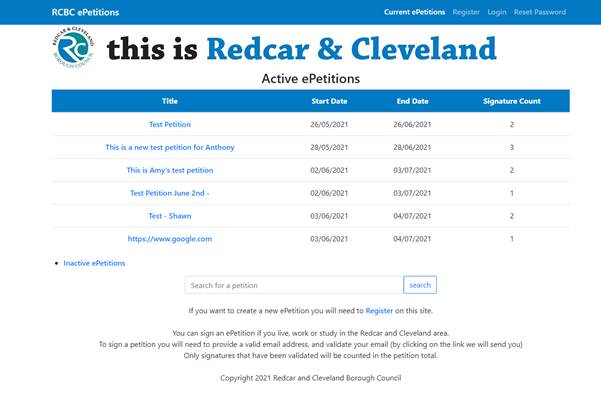 RCBC ePetitions Current ePetitions Register Login Reset Password
REDCAR & CLEVELAND
RC
BOROUGH COUNCIL
this is Redcar & Cleveland
Active ePetitions
Title Start Date End Date Signature Count
Test Petition 26/05/2021 26/06/2021 2
This is a new test petition for Anthony 28/05/2021 28/06/2021 3
This is Amy's test petition 02/06/2021 03/07/2021 2
Test Petition June 2nd - 02/06/2021 03/07/2021 1
Test - Shawn 03/06/2021 04/07/2021 2
https://www.google.com 03/06/2021 04/07/2021 1
Inactive ePetitions
Search for a petition search
If you want to create a new ePetition you will need to Register on this site.
You can sign an ePetition if you live, work or study in the Redcar and Cleveland area.
To sign a petition you will need to provide a valid email address, and validate your email (by clicking on the link we will send you)
Only signatures that have been validated will be counted in the petition total.
Copyright 2021 Redcar and Cleveland Borough Council